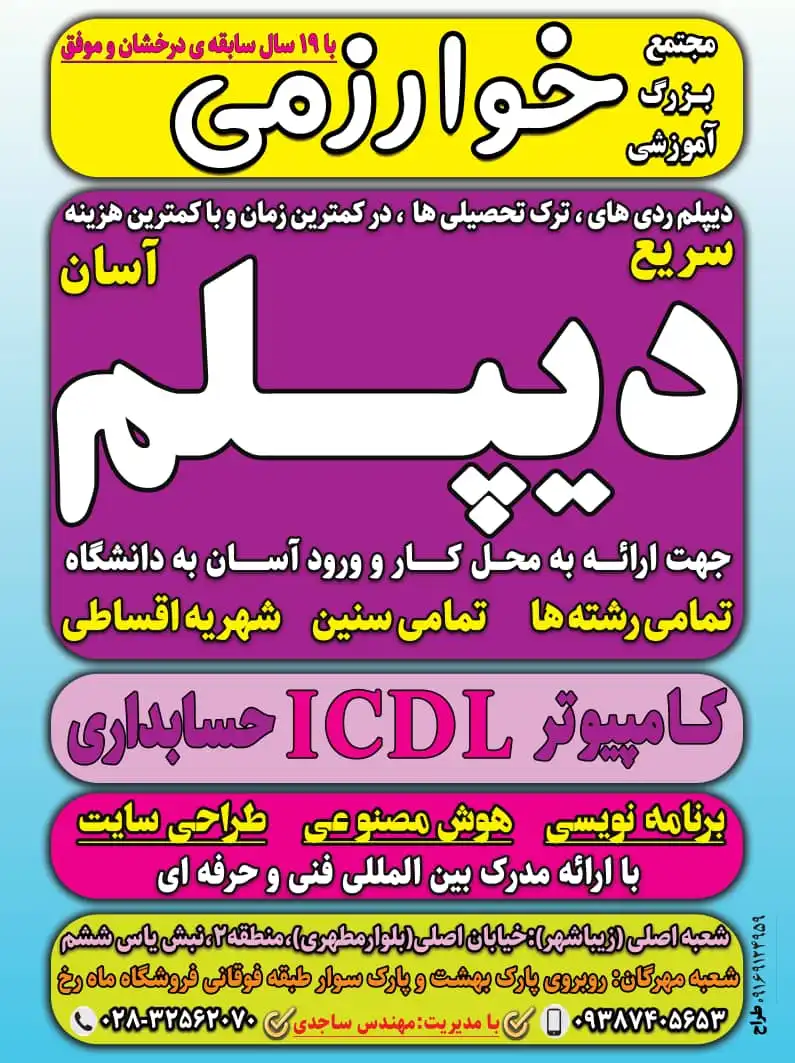 مجتمع بزرگ آموزشی
خوارزمی
با ۱۹ سال سابقه ی درخشان و موفق
دیپلم ردی های ، ترک تحصیلی ها ، در کمترین زمان و با کمترین هزینه
سریع آسان
دیپلم
جهت ارائه به محل کار و ورود آسان به دانشگاه
تمامی رشته ها تمامی سنین شهریه اقساطی
کامپیوتر ICDL حسابداری
برنامه نویسی هوش مصنوعی طراحی سایت
با ارائه مدرک بین المللی فنی و حرفه ای
شعبه اصلی (زیباشهر):خیابان اصلی(بلوارمطهری)،منطقه۲،نبش یاس ششم
شعبه مهرگان: روبروی پارک بهشت و پارک سوار طبقه فوقانی فروشگاه ماه رخ
۰۹۳۸۷۴۰۵۶۵۳ با مدیریت:مهندس ساجدی ۰۲۸-۳۲۵۶۲۰۷۰
طراح ۰۹۱۶۹۱۲۴۹۵۹